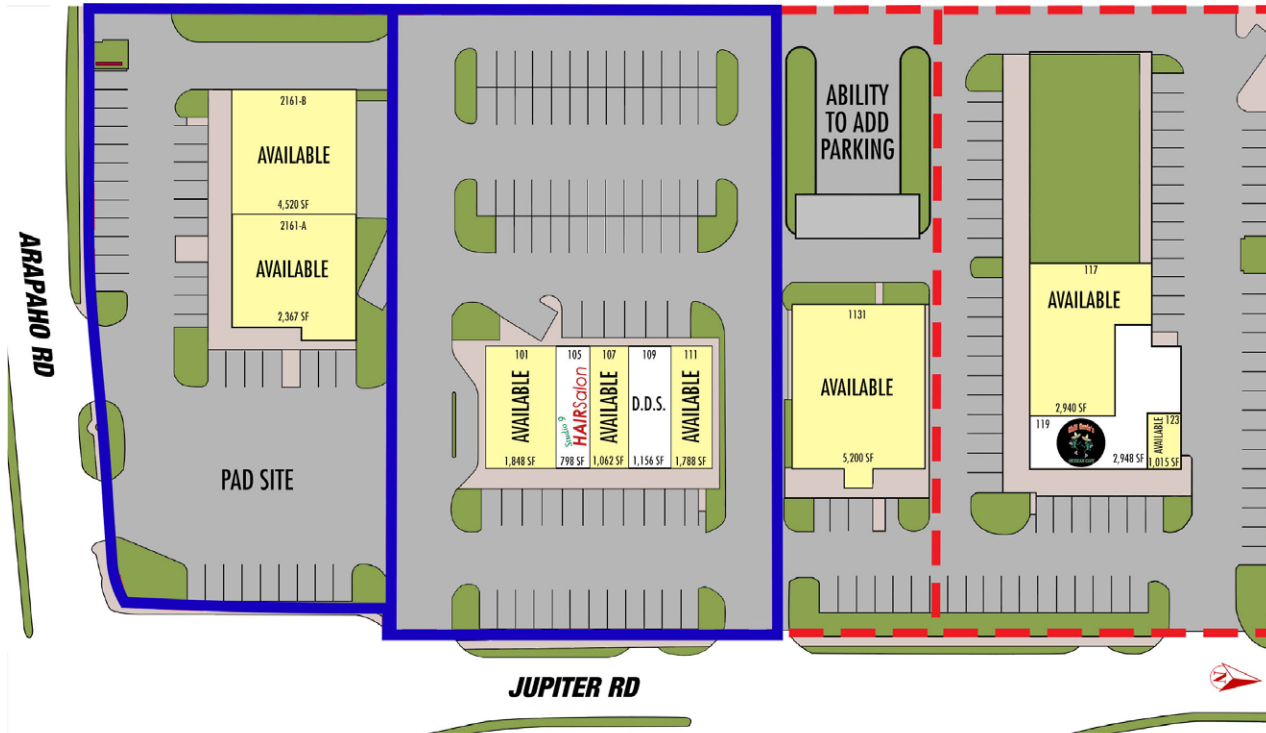 2161-B
AVAILABLE
4,520 SF
2161-A
AVAILABLE
2,367 SF
PAD SITE
ARAPAHO RD
101
AVAILABLE
1,848 SF
105
Studio 9
HAIRSalon
798 SF
107
AVAILABLE
1,062 SF
109
D.D.S.
1,156 SF
111
AVAILABLE
1,788 SF
ABILITY
TO ADD
PARKING
1131
AVAILABLE
5,200 SF
117
AVAILABLE
2,940 SF
119
2,948 SF
123
AVAILABLE
1,015 SF
JUPITER RD
N